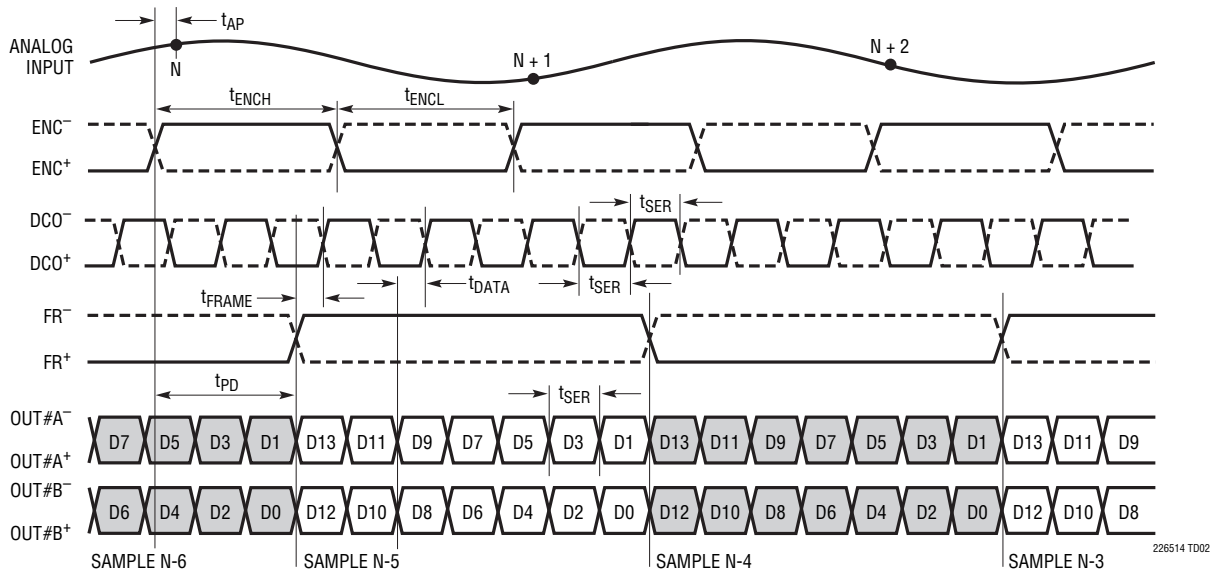 tAP
ANALOG INPUT
N
N + 1
N + 2
tENCH
tENCL
ENC–
ENC+
DCO–
tSER
DCO+
tFRAME
tDATA
tSER
FR–
FR+
tPD
tSER
OUT#A–
D7 D5 D3 D1 D13 D11 D9 D7 D5 D3 D1 D13 D11 D9 D7 D5 D3 D1 D13 D11 D9
OUT#A+
OUT#B–
D6 D4 D2 D0 D12 D10 D8 D6 D4 D2 D0 D12 D10 D8 D6 D4 D2 D0 D12 D10 D8
OUT#B+
SAMPLE N-6 SAMPLE N-5 SAMPLE N-4 SAMPLE N-3
226514 TD02